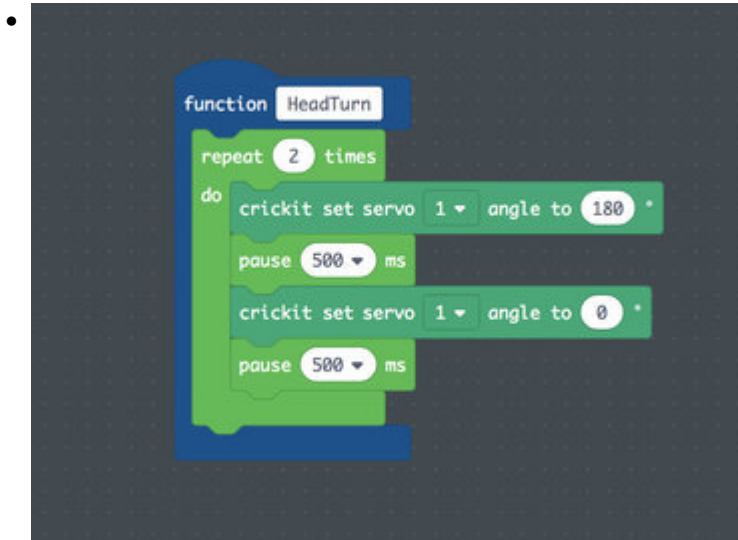 function HeadTurn
repeat 2 times
do
crickit set servo 1 angle to 180 °
pause 500 ms
crickit set servo 1 angle to 0 °
pause 500 ms